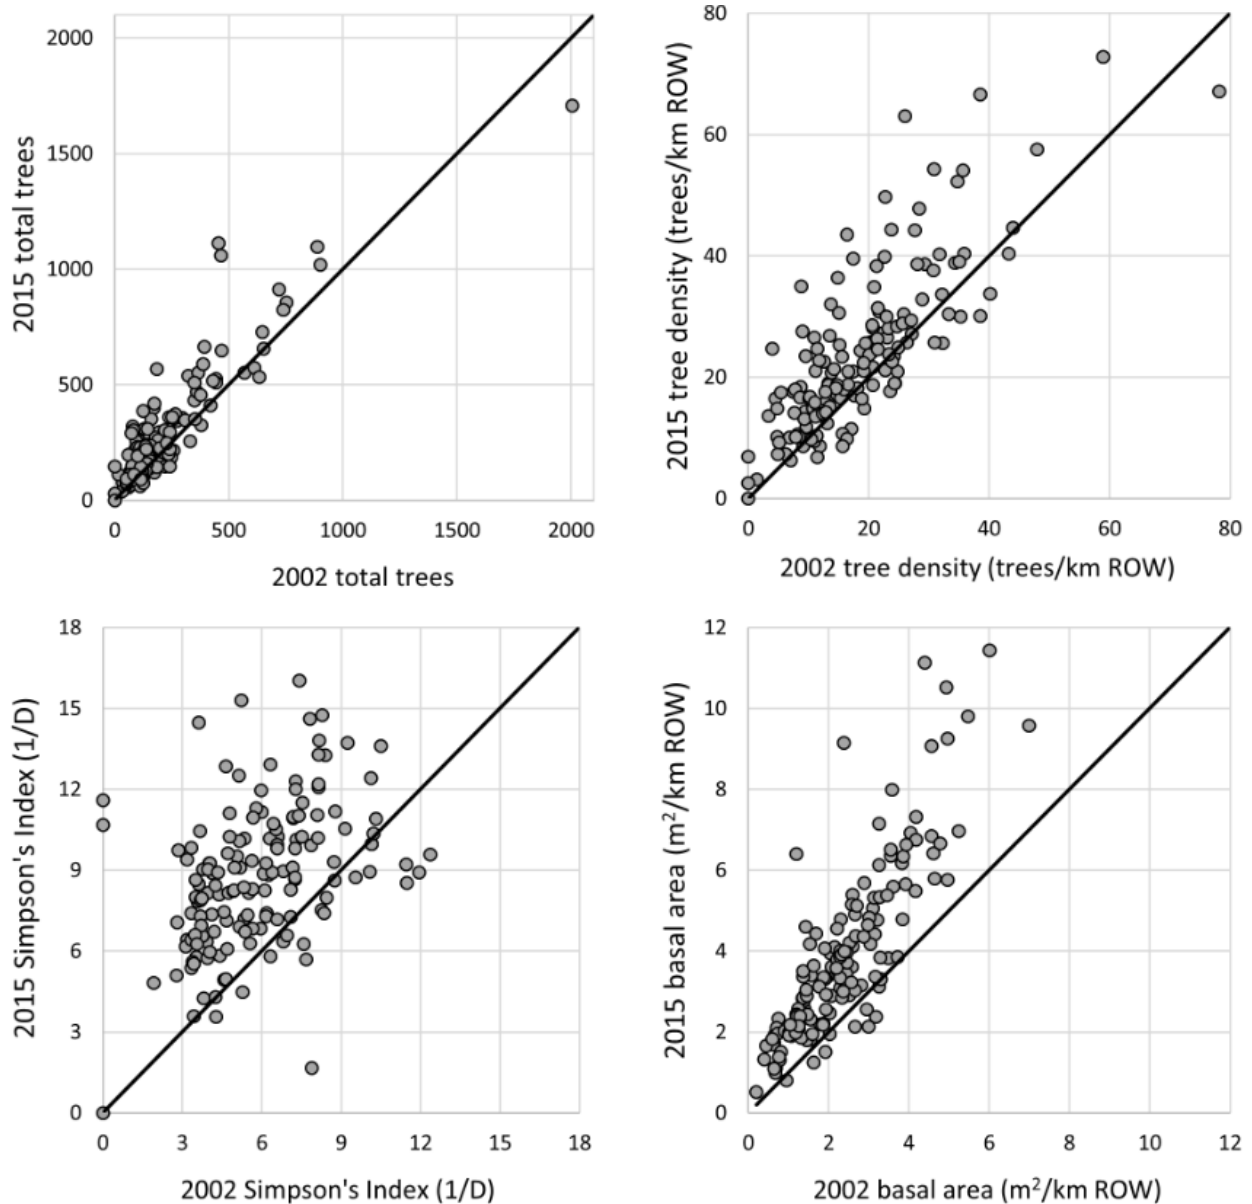 2000
1500
1000
500
0
2015 total trees
0 500 1000 1500 2000
2002 total trees
80
60
40
20
0
2015 tree density (trees/km ROW)
0 20 40 60 80
2002 tree density (trees/km ROW)
18
15
12
9
6
3
0
2015 Simpson's Index (1/D)
0 3 6 9 12 15 18
2002 Simpson's Index (1/D)
12
10
8
6
4
2
0
2015 basal area (m²/km ROW)
0 2 4 6 8 10 12
2002 basal area (m²/km ROW)